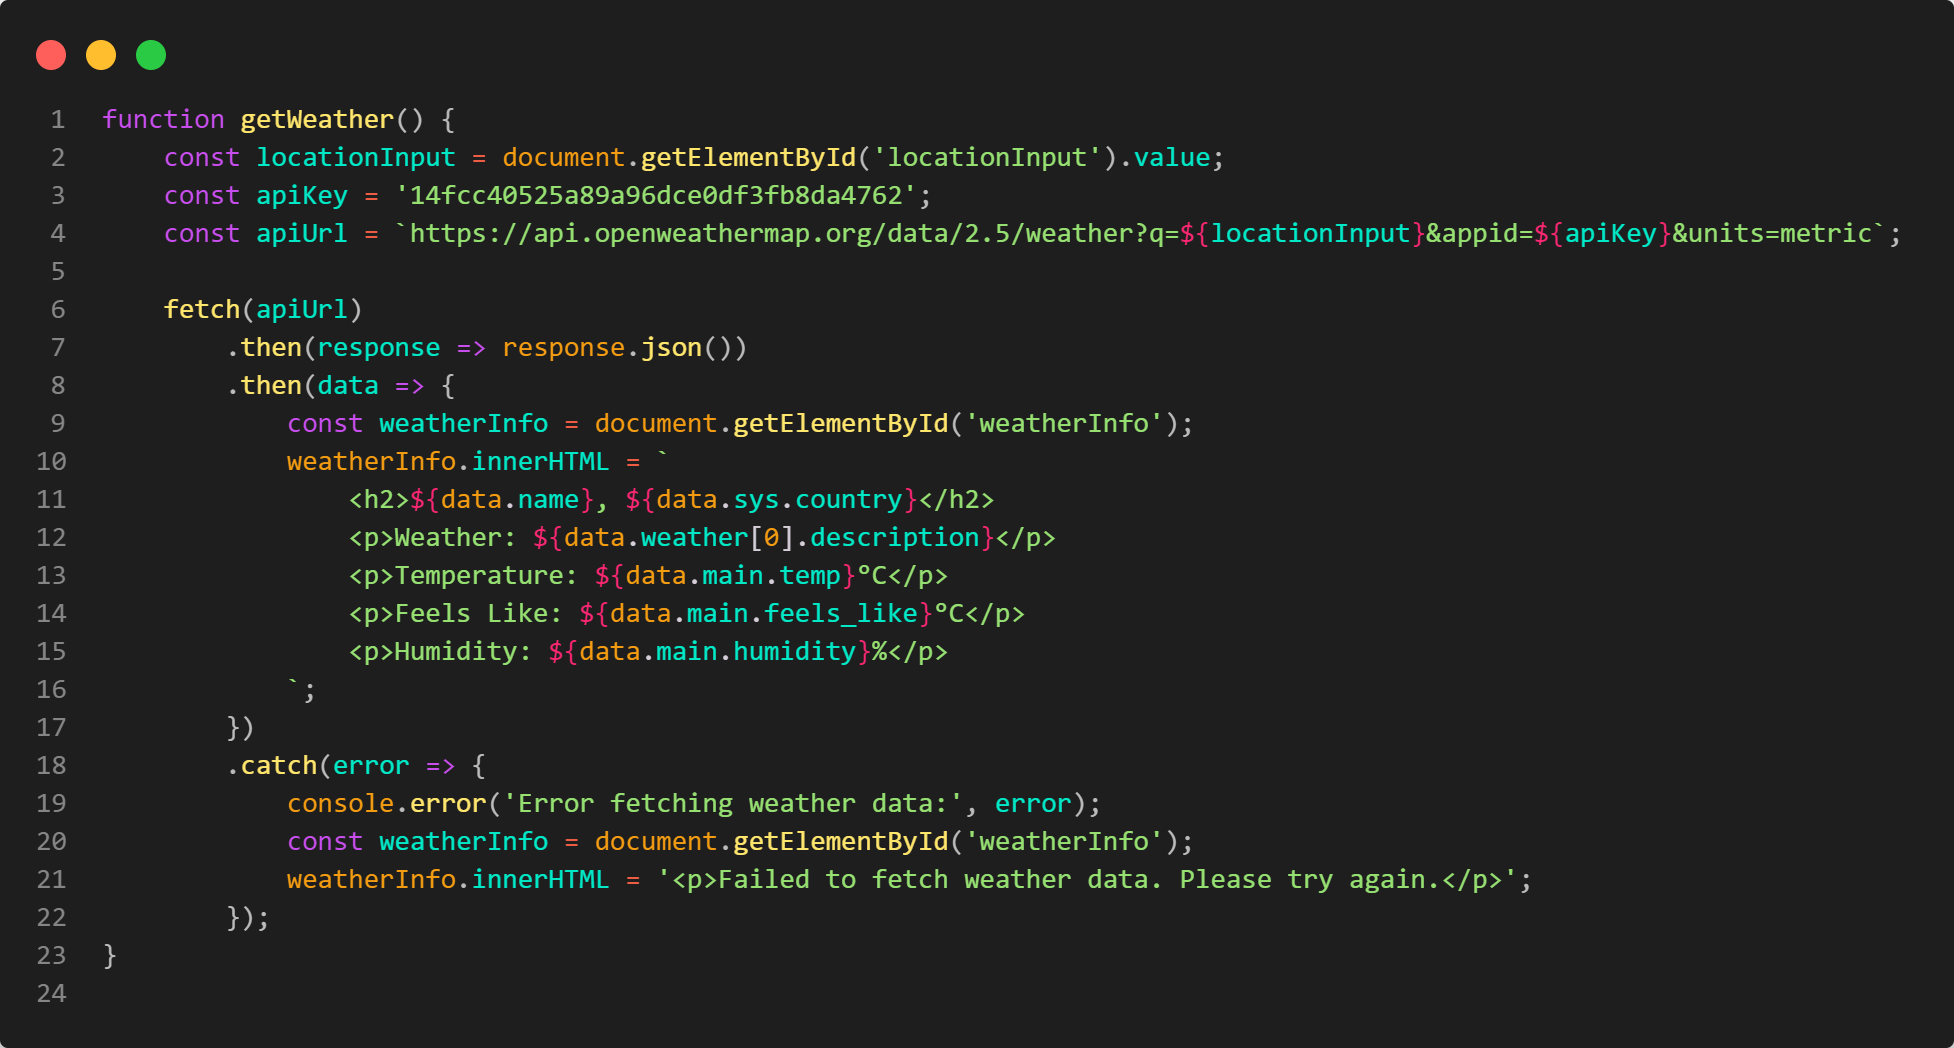 1 function getWeather() {
2     const locationInput = document.getElementById('locationInput').value;
3     const apiKey = '14fcc40525a89a96dce0df3fb8da4762';
4     const apiUrl = `https://api.openweathermap.org/data/2.5/weather?q=${locationInput}&appid=${apiKey}&units=metric`;
5
6     fetch(apiUrl)
7         .then(response => response.json())
8         .then(data => {
9             const weatherInfo = document.getElementById('weatherInfo');
10             weatherInfo.innerHTML = `
11                 <h2>${data.name}, ${data.sys.country}</h2>
12                 <p>Weather: ${data.weather[0].description}</p>
13                 <p>Temperature: ${data.main.temp}°C</p>
14                 <p>Feels Like: ${data.main.feels_like}°C</p>
15                 <p>Humidity: ${data.main.humidity}%</p>
16             `;
17         })
18         .catch(error => {
19             console.error('Error fetching weather data:', error);
20             const weatherInfo = document.getElementById('weatherInfo');
21             weatherInfo.innerHTML = '<p>Failed to fetch weather data. Please try again.</p>';
22         });
23 }
24